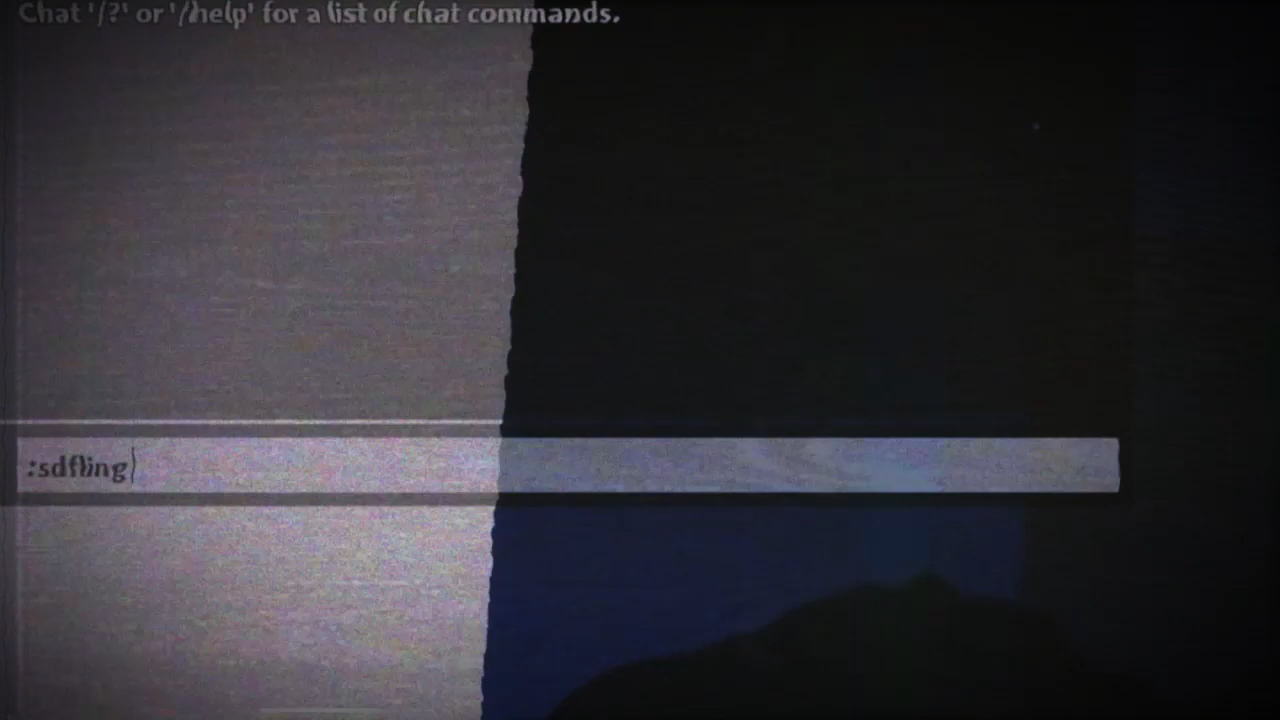 Chat '/?' or '/help' for a list of chat commands.
:sdfling